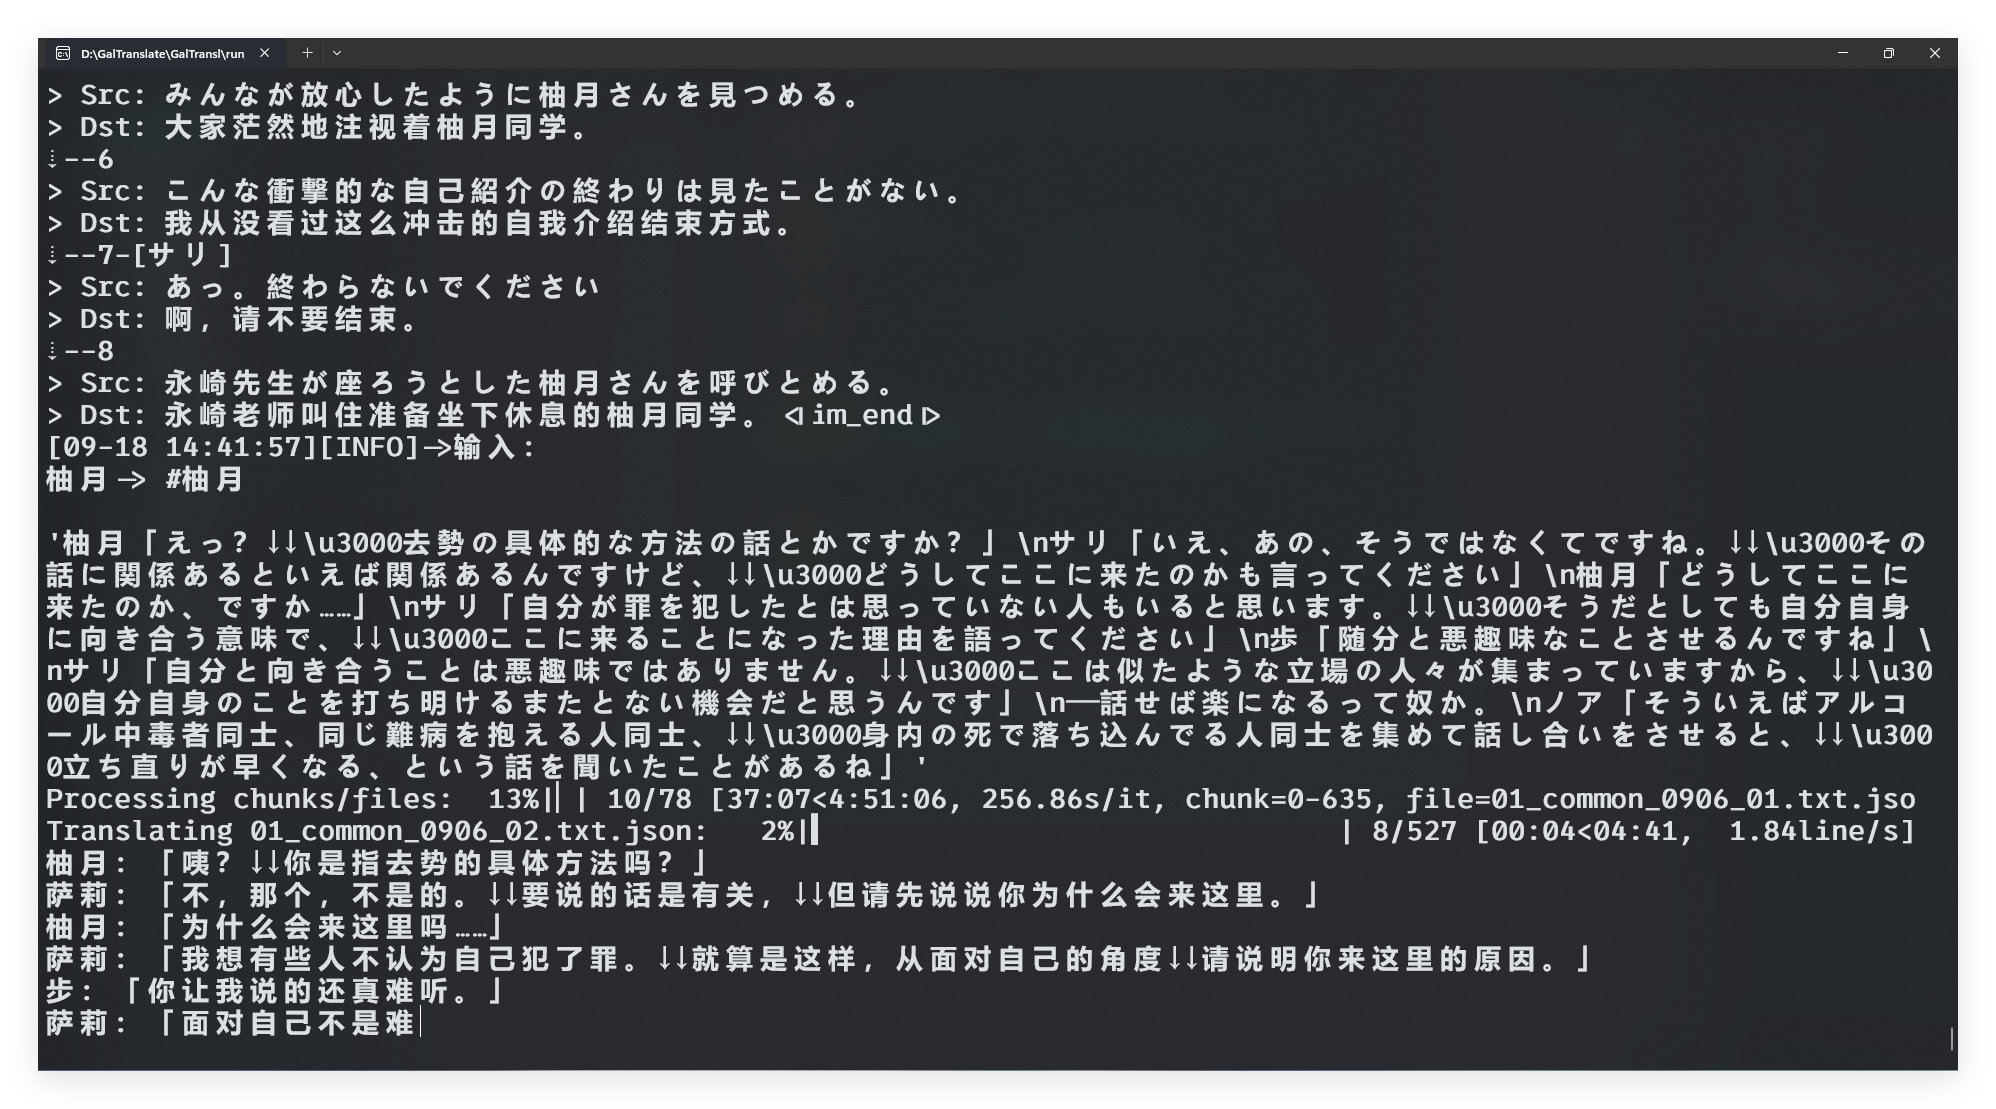 D:\GalTranslate\GalTransl\run
> Src: みんなが放心したように柚月さんを見つめる。
> Dst: 大家茫然地注视着柚月同学。
⇣--6
> Src: こんな衝撃的な自己紹介の終わりは見たことがない。
> Dst: 我从没看过这么冲击的自我介绍结束方式。
⇣--7-[サリ]
> Src: あっ。終わらないでください
> Dst: 啊，请不要结束。
⇣--8
> Src: 永崎先生が座ろうとした柚月さんを呼びとめる。
> Dst: 永崎老师叫住准备坐下休息的柚月同学。<|im_end|>
[09-18 14:41:57][INFO]->输入:
柚月-> #柚月
'柚月「えっ？↓↓\u3000去勢の具体的な方法の話とかですか？」\nサリ「いえ、あの、そうではなくてですね。↓↓\u3000その
話に関係あるといえば関係あるんですけど、↓↓\u3000どうしてここに来たのかも言ってください」\n柚月「どうしてここに
来たのか、ですか……」\nサリ「自分が罪を犯したとは思っていない人もいると思います。↓↓\u3000そうだとしても自分自身
に向き合う意味で、↓↓\u3000ここに来ることになった理由を語ってください」\n歩「随分と悪趣味なことさせるんですね」\
nサリ「自分と向き合うことは悪趣味ではありません。↓↓\u3000ここは似たような立場の人々が集まっていますから、↓↓\u30
00自分自身のことを打ち明けるまたとない機会だと思うんです」\n──話せば楽になるって奴か。\nノア「そういえばアルコ
ール中毒者同士、同じ難病を抱える人同士、↓↓\u3000身内の死で落ち込んでる人同士を集めて話し合いをさせると、↓↓\u300
0立ち直りが早くなる、という話を聞いたことがあるね」'
Processing chunks/files:  13%|| | 10/78 [37:07<4:51:06, 256.86s/it, chunk=0-635, file=01_common_0906_01.txt.jso
Translating 01_common_0906_02.txt.json:   2%|▌ | 8/527 [00:04<04:41,  1.84line/s]
柚月：「咦？↓↓你是指去势的具体方法吗？」
萨莉：「不，那个，不是的。↓↓要说的话是有关，↓↓但请先说说你为什么会来这里。」
柚月：「为什么会来这里吗……」
萨莉：「我想有些人不认为自己犯了罪。↓↓就算是这样，从面对自己的角度↓↓请说明你来这里的原因。」
步：「你让我说的还真难听。」
萨莉：「面对自己不是难